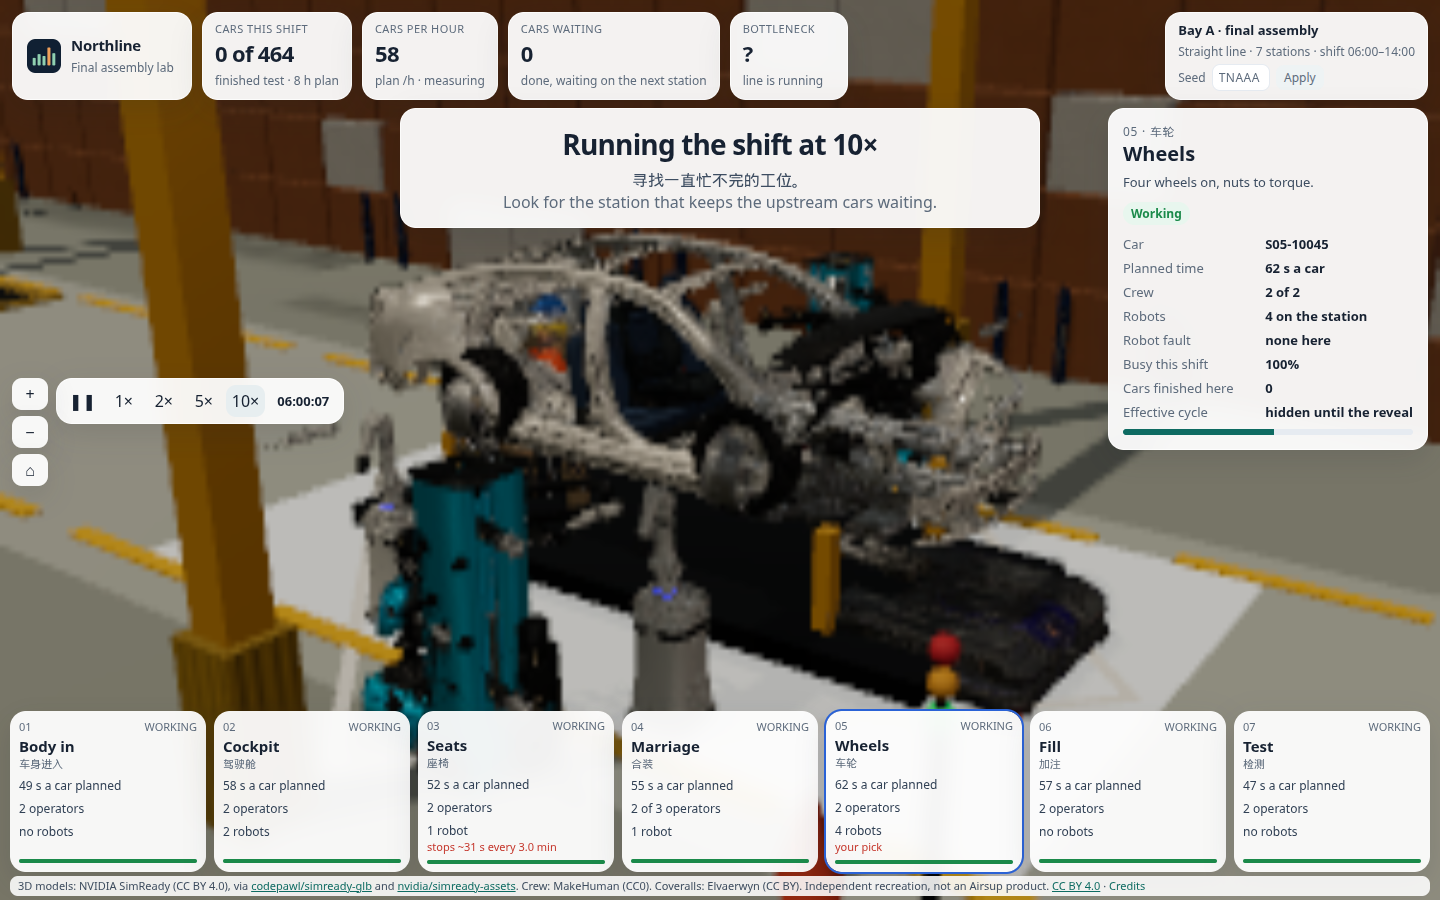 Northline
Final assembly lab
CARS THIS SHIFT
0 of 464
finished test · 8 h plan
CARS PER HOUR
58
plan /h · measuring
CARS WAITING
0
done, waiting on the next station
BOTTLENECK
?
line is running
Bay A · final assembly
Straight line · 7 stations · shift 06:00–14:00
Seed TNAAA Apply
Running the shift at 10×
寻找一直忙不完的工位。
Look for the station that keeps the upstream cars waiting.
05 · 车轮
Wheels
Four wheels on, nuts to torque.
Working
Car S05-10045
Planned time 62 s a car
Crew 2 of 2
Robots 4 on the station
Robot fault none here
Busy this shift 100%
Cars finished here 0
Effective cycle hidden until the reveal
+
−
⌂
❚❚ 1× 2× 5× 10× 06:00:07
01 WORKING
Body in
车身进入
49 s a car planned
2 operators
no robots
02 WORKING
Cockpit
驾驶舱
58 s a car planned
2 operators
2 robots
03 WORKING
Seats
座椅
52 s a car planned
2 operators
1 robot
stops ~31 s every 3.0 min
04 WORKING
Marriage
合装
55 s a car planned
2 of 3 operators
1 robot
05 WORKING
Wheels
车轮
62 s a car planned
2 operators
4 robots
your pick
06 WORKING
Fill
加注
57 s a car planned
2 operators
no robots
07 WORKING
Test
检测
47 s a car planned
2 operators
no robots
3D models: NVIDIA SimReady (CC BY 4.0), via codepawl/simready-glb and nvidia/simready-assets. Crew: MakeHuman (CC0). Coveralls: Elvaerwyn (CC BY). Independent recreation, not an Airsup product. CC BY 4.0 · Credits